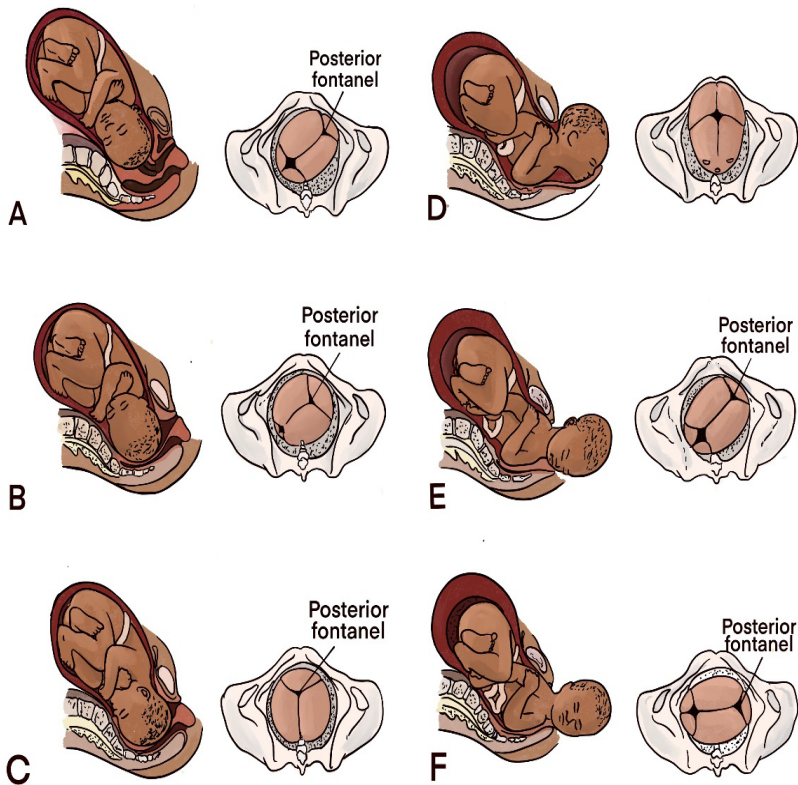 Posterior
fontanel
A
D
Posterior
fontanel
B
Posterior
fontanel
E
Posterior
fontanel
C
Posterior
fontanel
F